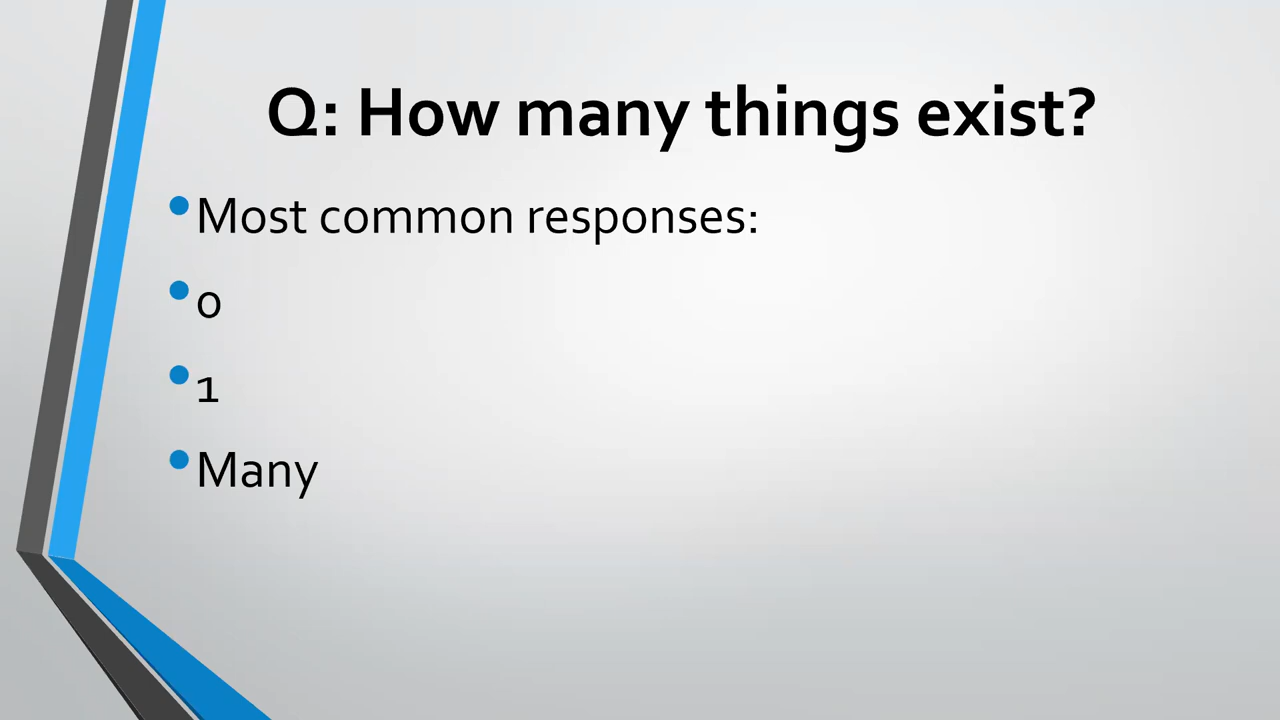 Q: How many things exist?
• Most common responses:
• 0
• 1
• Many